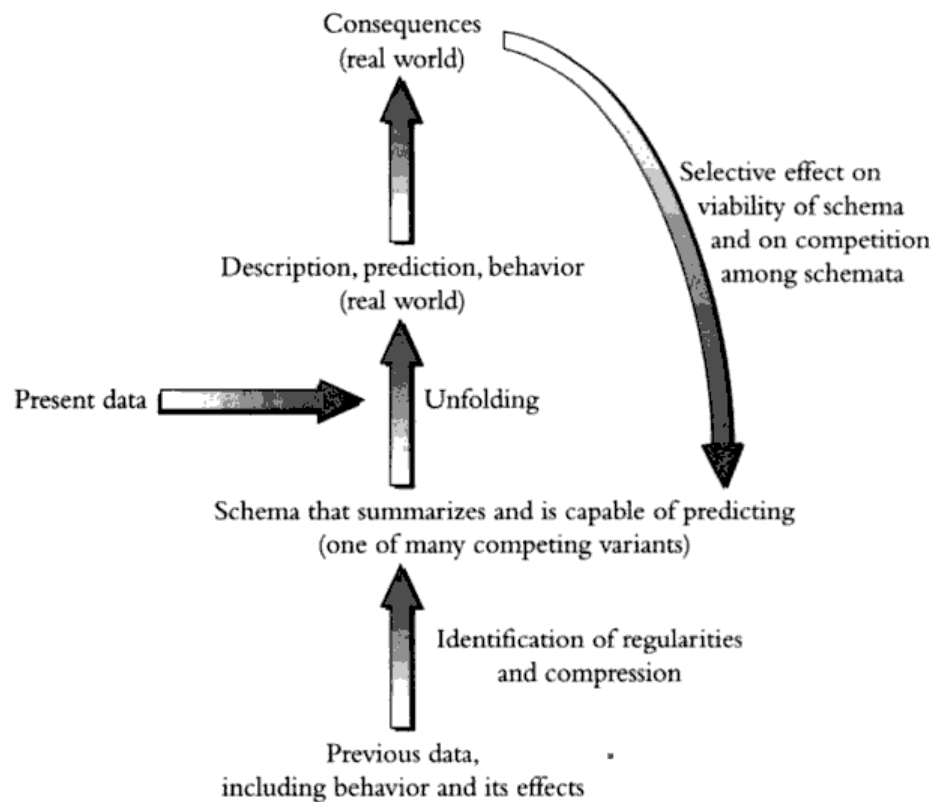 Consequences
(real world)
Selective effect on
viability of schema
and on competition
among schemata
Description, prediction, behavior
(real world)
Present data
Unfolding
Schema that summarizes and is capable of predicting
(one of many competing variants)
Identification of regularities
and compression
Previous data,
including behavior and its effects